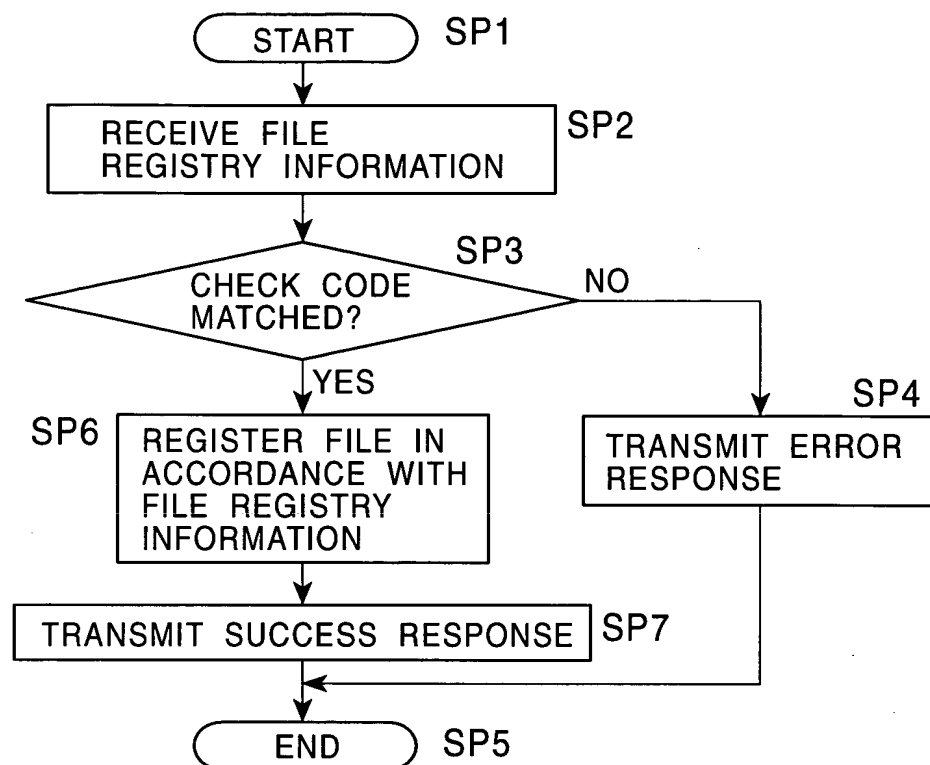 START
SP1
RECEIVE FILE
REGISTRY INFORMATION
SP2
SP3
CHECK CODE
MATCHED?
NO
YES
SP4
TRANSMIT ERROR
RESPONSE
SP6
REGISTER FILE IN
ACCORDANCE WITH
FILE REGISTRY
INFORMATION
TRANSMIT SUCCESS RESPONSE
SP7
END
SP5